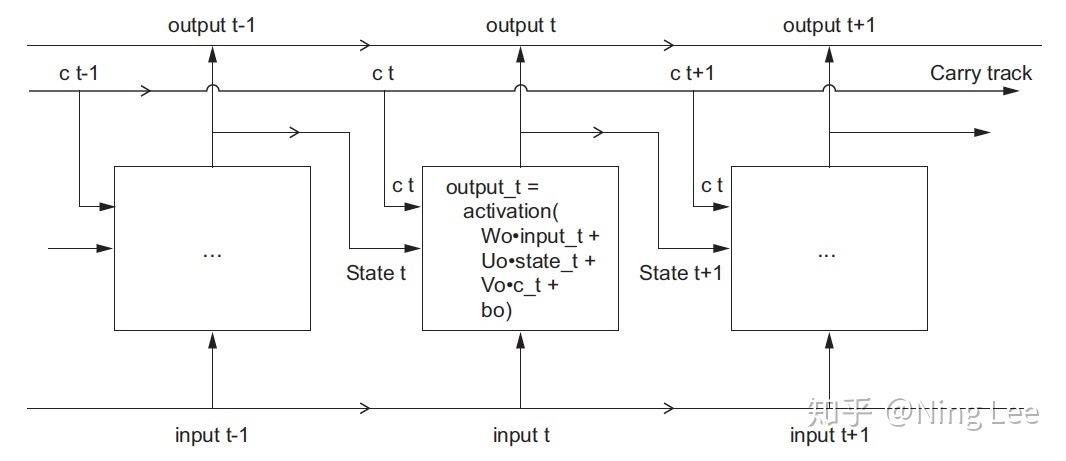 output t-1
output t
output t+1
c t-1
c t
c t+1
Carry track
c t
c t
output_t =
activation(
Wo•input_t +
Uo•state_t +
Vo•c_t +
bo)
...
...
State t
State t+1
知乎 @Ning Lee
input t-1
input t
input t+1